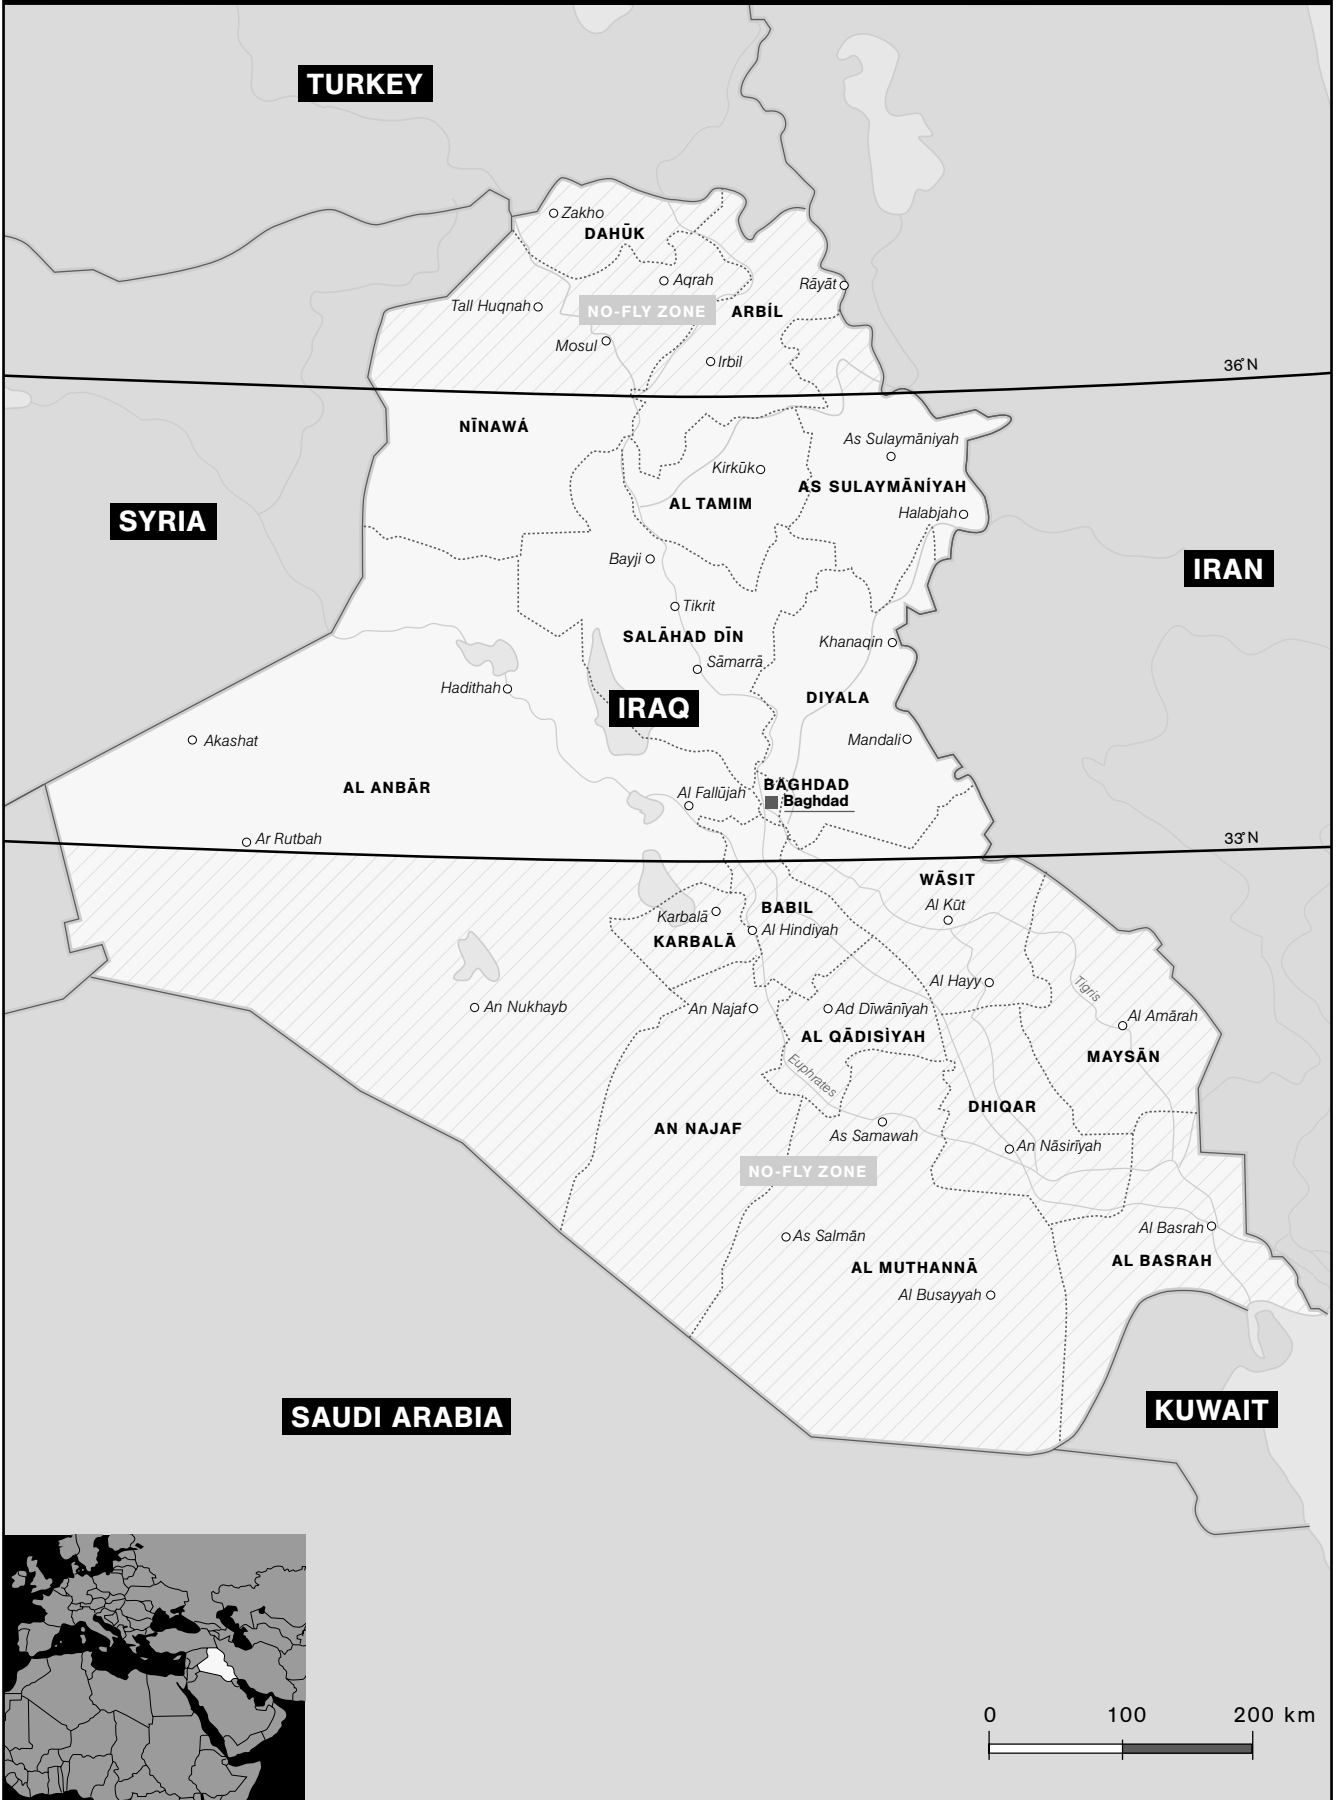 TURKEY
Zakho
DAHŪK
Aqrah
Rāyāt
Tall Huqnah
NO-FLY ZONE
ARBĺL
Mosul
Irbil
36°N
NĪNAWÁ
As Sulaymāniyah
Kirkūk
AS SULAYMĀNÍYAH
AL TAMIM
Halabjah
SYRIA
Bayji
IRAN
Tikrit
SALĀHAD DĪN
Khanaqin
Sāmarrā
Hadithah
IRAQ
DIYALA
Akashat
Mandali
AL ANBĀR
BAGHDAD
Al Fallūjah
Baghdad
Ar Rutbah
33°N
WĀSIT
Al Kūt
BABIL
Karbalā
Al Hindiyah
KARBALĀ
Al Hayy
Tigris
An Nukhayb
An Najaf
Ad Dīwānīyah
Al Amārah
AL QĀDISÌYAH
MAYSĀN
Euphrates
DHIQAR
AN NAJAF
As Samawah
An Nāsirīyah
NO-FLY ZONE
Al Basrah
As Salmān
AL MUTHANNĀ
AL BASRAH
Al Busayyah
SAUDI ARABIA
KUWAIT
0 100 200 km